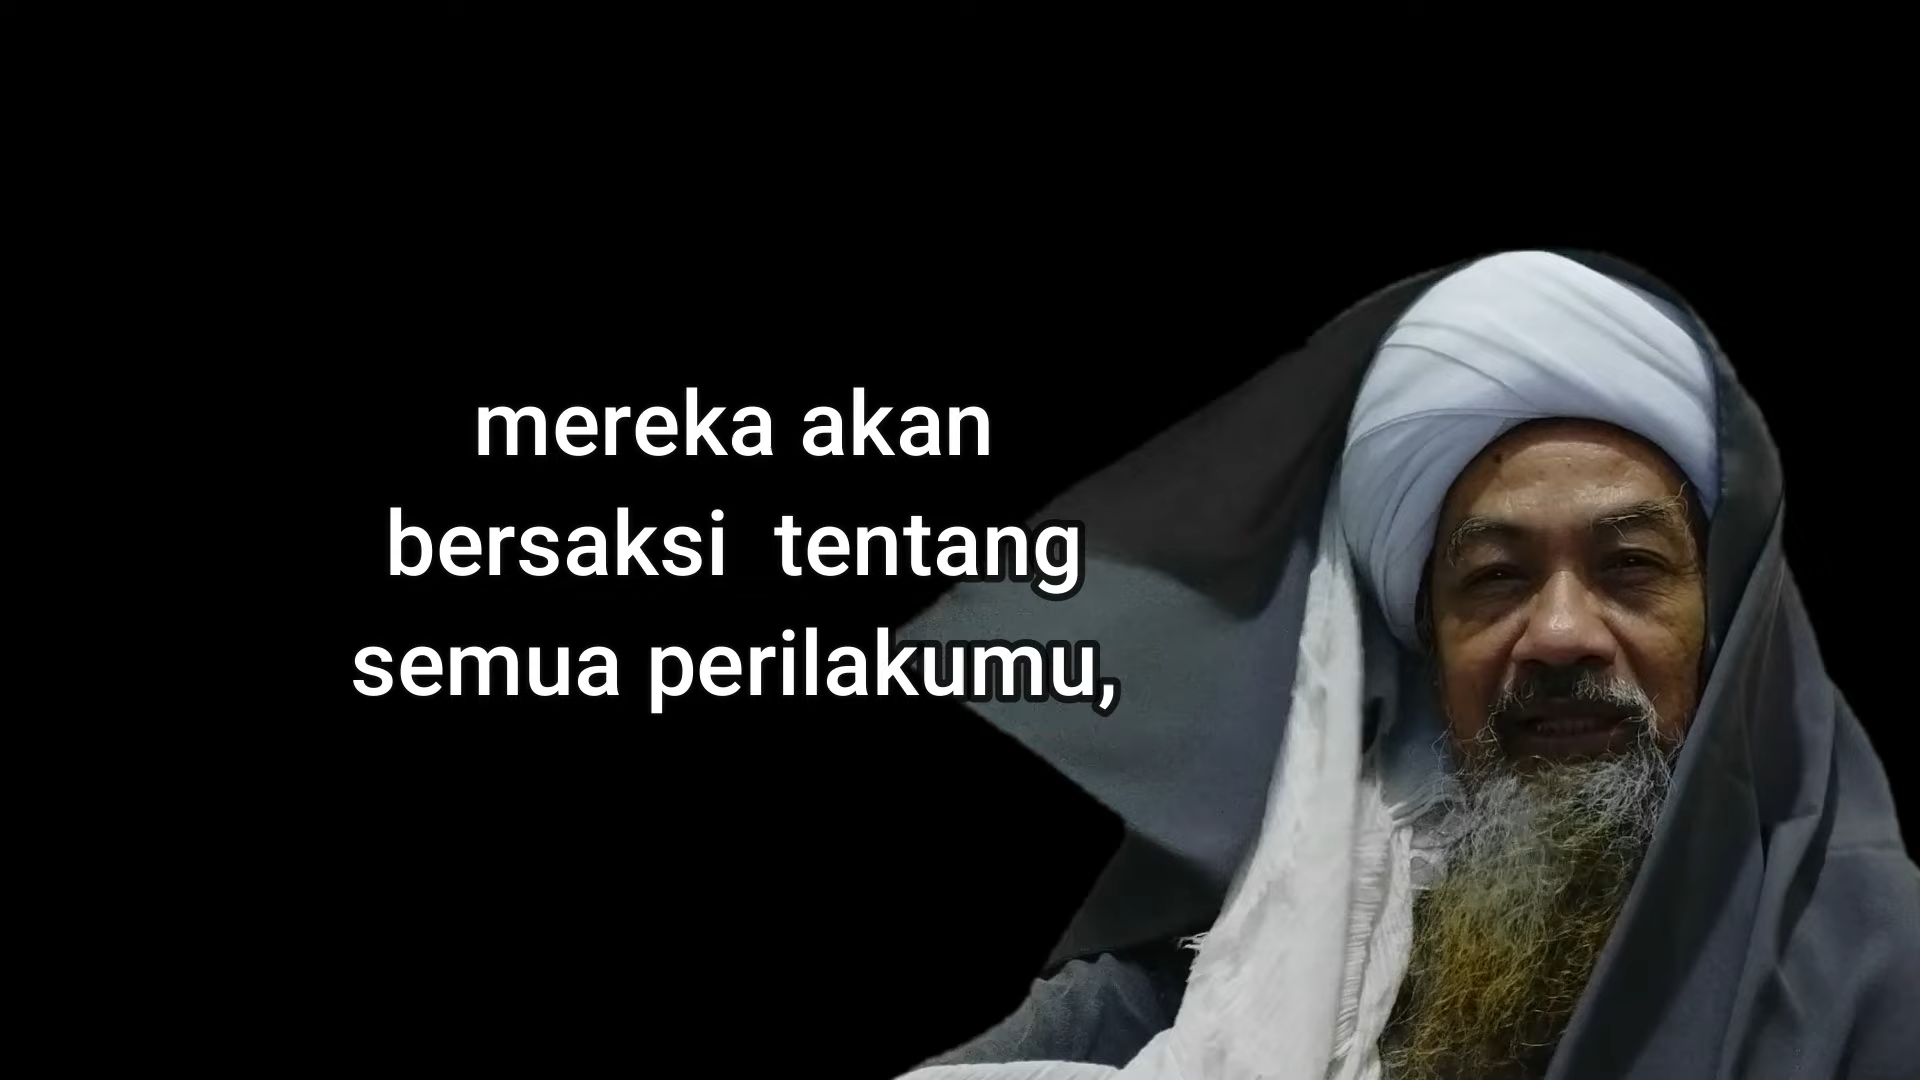 mereka akan
bersaksi  tentang
semua perilakumu,